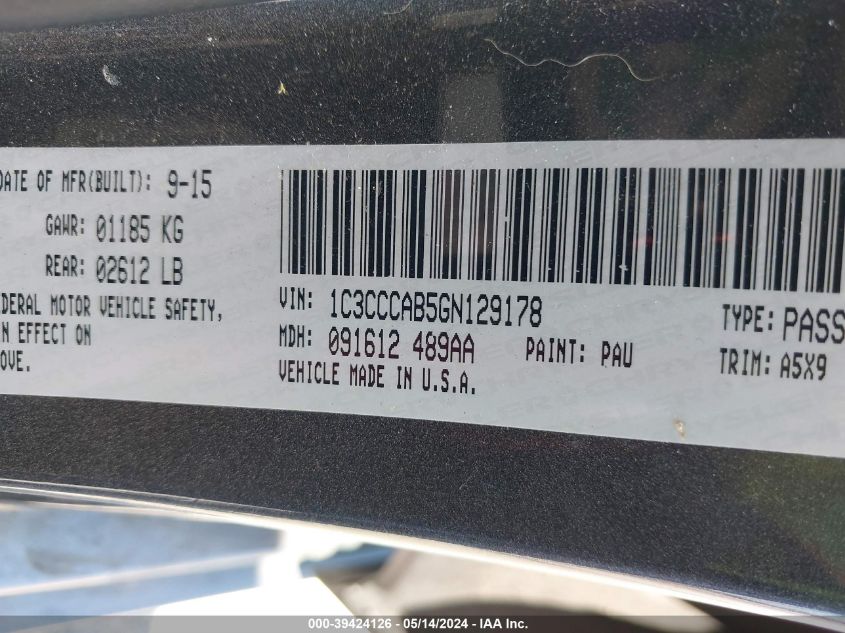 DATE OF MFR(BUILT): 9-15
GAWR: 01185 KG
REAR: 02612 LB
EDERAL MOTOR VEHICLE SAFETY,
N EFFECT ON
OVE.
VIN: 1C3CCCAB5GN129178
MDH: 091612 489AA
PAINT: PAU
VEHICLE MADE IN U.S.A.
TYPE: PASS
TRIM: A5X9
000-39424126 - 05/14/2024 - IAA Inc.